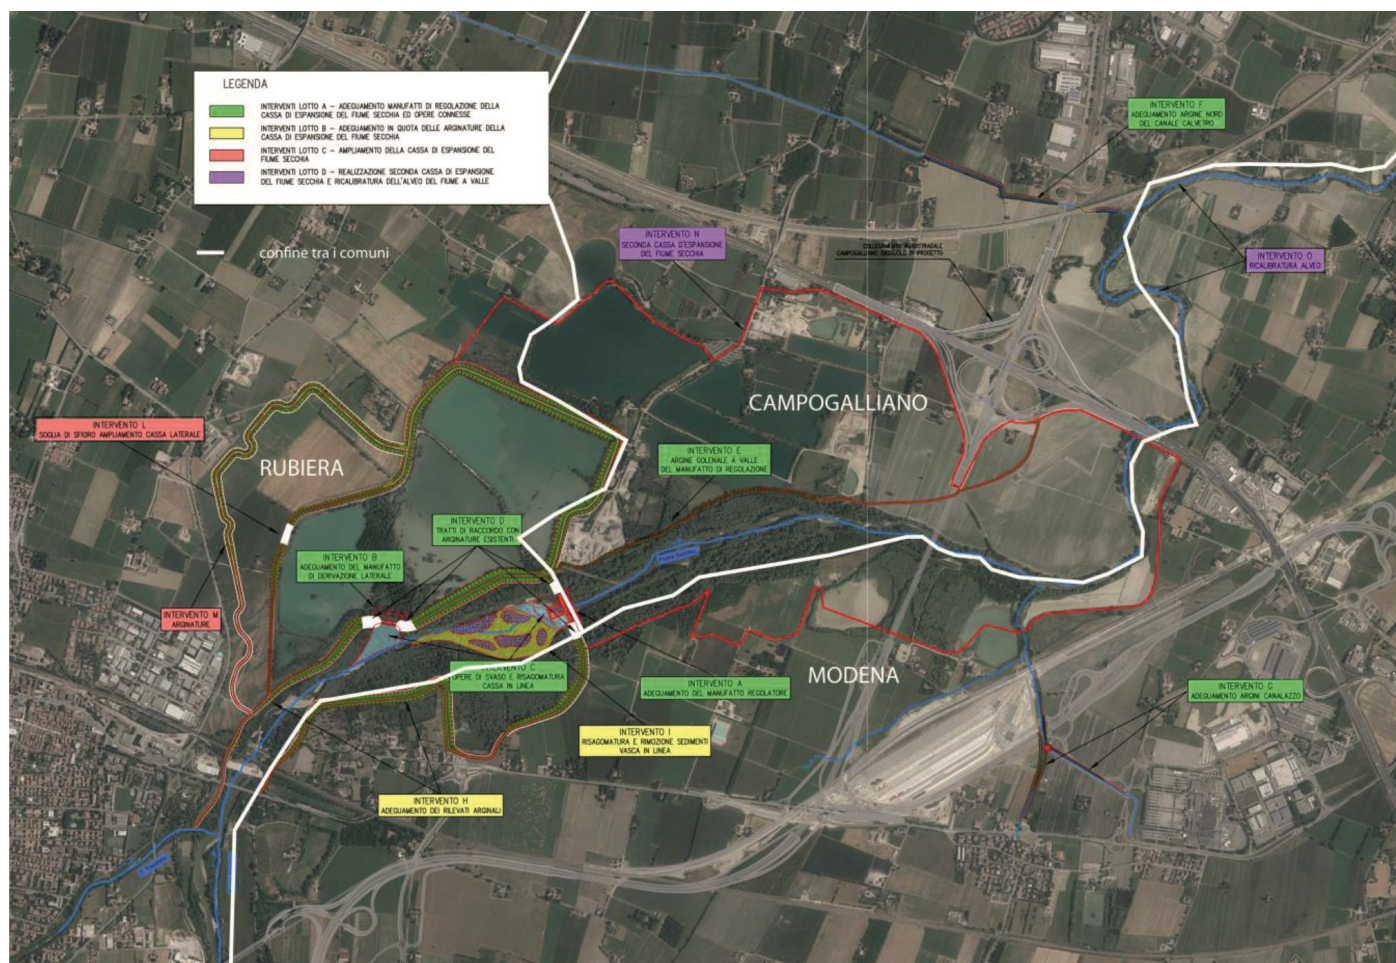 LEGENDA
INTERVENTI LOTTO A – ADEGUAMENTO MANUFATTI DI REGOLAZIONE DELLA
CASSA DI ESPANSIONE DEL FIUME SECCHIA ED OPERE CONNESSE
INTERVENTI LOTTO B – ADEGUAMENTO IN QUOTA DELLE ARGINATURE DELLA
CASSA DI ESPANSIONE DEL FIUME SECCHIA
INTERVENTI LOTTO C – AMPLIAMENTO DELLA CASSA DI ESPANSIONE DEL
FIUME SECCHIA
INTERVENTI LOTTO D – REALIZZAZIONE SECONDA CASSA DI ESPANSIONE
DEL FIUME SECCHIA E RICALIBRATURA DELL'ALVEO DEL FIUME A VALLE
confine tra i comuni
INTERVENTO F
ADEGUAMENTO ARGINE NORD
DEL CANALE CALVETRO
INTERVENTO N
SECONDA CASSA D'ESPANSIONE
DEL FIUME SECCHIA
COLLEGAMENTO AUTOSTRADALE
CAMPOGALLIANO SASSUOLO IN PROGETTO
INTERVENTO O
RICALIBRATURA ALVEO
CAMPOGALLIANO
INTERVENTO L
SOGLIA DI SFIORO AMPLIAMENTO CASSA LATERALE
RUBIERA
INTERVENTO E
ARGINE GOLENALE A VALLE
DEL MANUFATTO DI REGOLAZIONE
INTERVENTO D
TRATTI DI RACCORDO CON
ARGINATURE ESISTENTI
INTERVENTO B
ADEGUAMENTO DEL MANUFATTO
DI DERIVAZIONE LATERALE
INTERVENTO M
ARGINATURE
INTERVENTO C
OPERE DI SVASO E RISAGOMATURA
CASSA IN LINEA
INTERVENTO A
ADEGUAMENTO DEL MANUFATTO REGOLATORE
MODENA
INTERVENTO G
ADEGUAMENTO ARGINI CANALAZZO
INTERVENTO I
RISAGOMATURA E RIMOZIONE SEDIMENTI
VASCA IN LINEA
INTERVENTO H
ADEGUAMENTO DEI RILEVATI ARGINALI